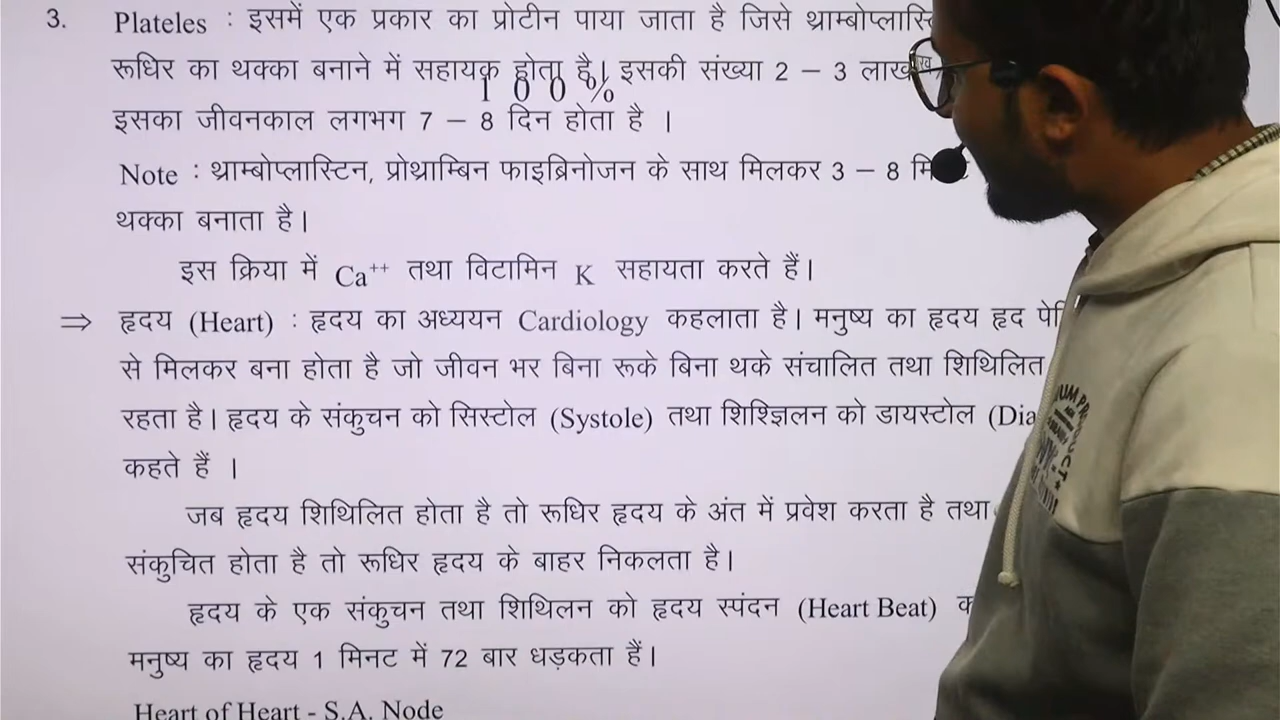 3. Plateles : इसमें एक प्रकार का प्रोटीन पाया जाता है जिसे
रूधिर का थक्का बनाने में सहायक होता है। इसकी संख्या 2 – 3 लाख
100%
इसका जीवनकाल लगभग 7 – 8 दिन होता है ।
Note : थ्राम्बोप्लास्टिन, प्रोथ्राम्बिन फाइब्रिनोजन के साथ मिलकर 3 – 8
थक्का बनाता है।
इस क्रिया में Ca++ तथा विटामिन K सहायता करते हैं।
⇒ हृदय (Heart) : हृदय का अध्ययन Cardiology कहलाता है। मनुष्य का हृदय हृद
से मिलकर बना होता है जो जीवन भर बिना रूके बिना थके संचालित तथा शिथिलित
रहता है। हृदय के संकुचन को सिस्टोल (Systole) तथा शिश्झिलन को डायस्टोल
कहते हैं ।
जब हृदय शिथिलित होता है तो रूधिर हृदय के अंत में प्रवेश करता है तथा
संकुचित होता है तो रूधिर हृदय के बाहर निकलता है।
हृदय के एक संकुचन तथा शिथिलन को हृदय स्पंदन (Heart Beat)
मनुष्य का हृदय 1 मिनट में 72 बार धड़कता हैं।
Heart of Heart - S.A. Node